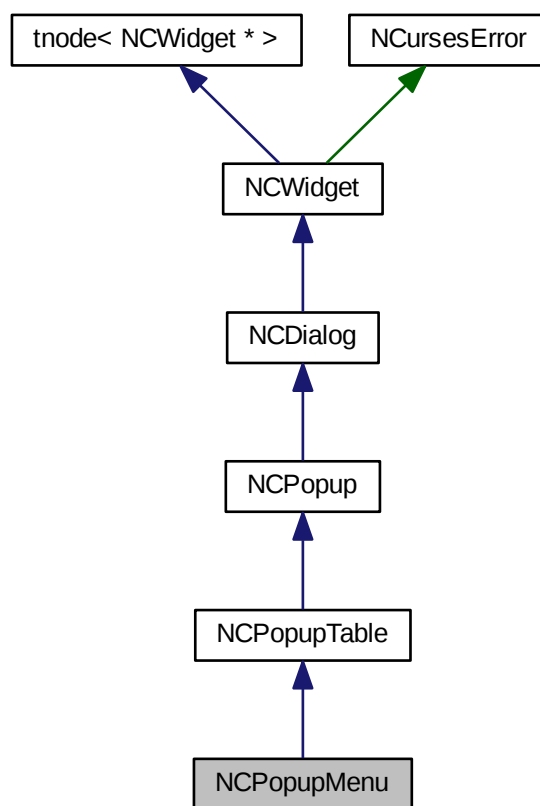 tnode< NCWidget * >
NCursesError
NCWidget
NCDialog
NCPopup
NCPopupTable
NCPopupMenu